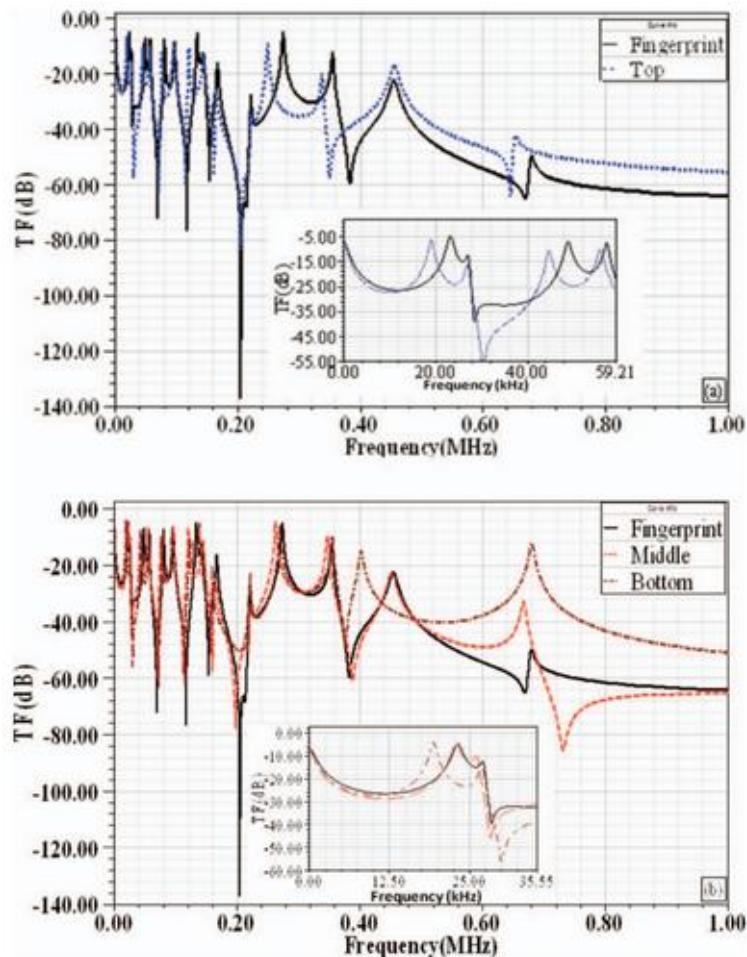 0.00
-20.00
-40.00
-60.00
-80.00
-100.00
-120.00
-140.00
TF(dB)
Fingerprint
Top
-5.00
-15.00
-25.00
-35.00
-45.00
-55.00
TF(dB)
0.00 20.00 40.00 59.21
Frequency (kHz)
(a)
0.00 0.20 0.40 0.60 0.80 1.00
Frequency(MHz)
0.00
-20.00
-40.00
-60.00
-80.00
-100.00
-120.00
-140.00
TF(dB)
Fingerprint
Middle
Bottom
0.00
-10.00
-20.00
-30.00
-40.00
-50.00
-60.00
TF(dB)
0.00 12.50 25.00 35.55
Frequency (kHz)
(b)
0.00 0.20 0.40 0.60 0.80 1.00
Frequency(MHz)